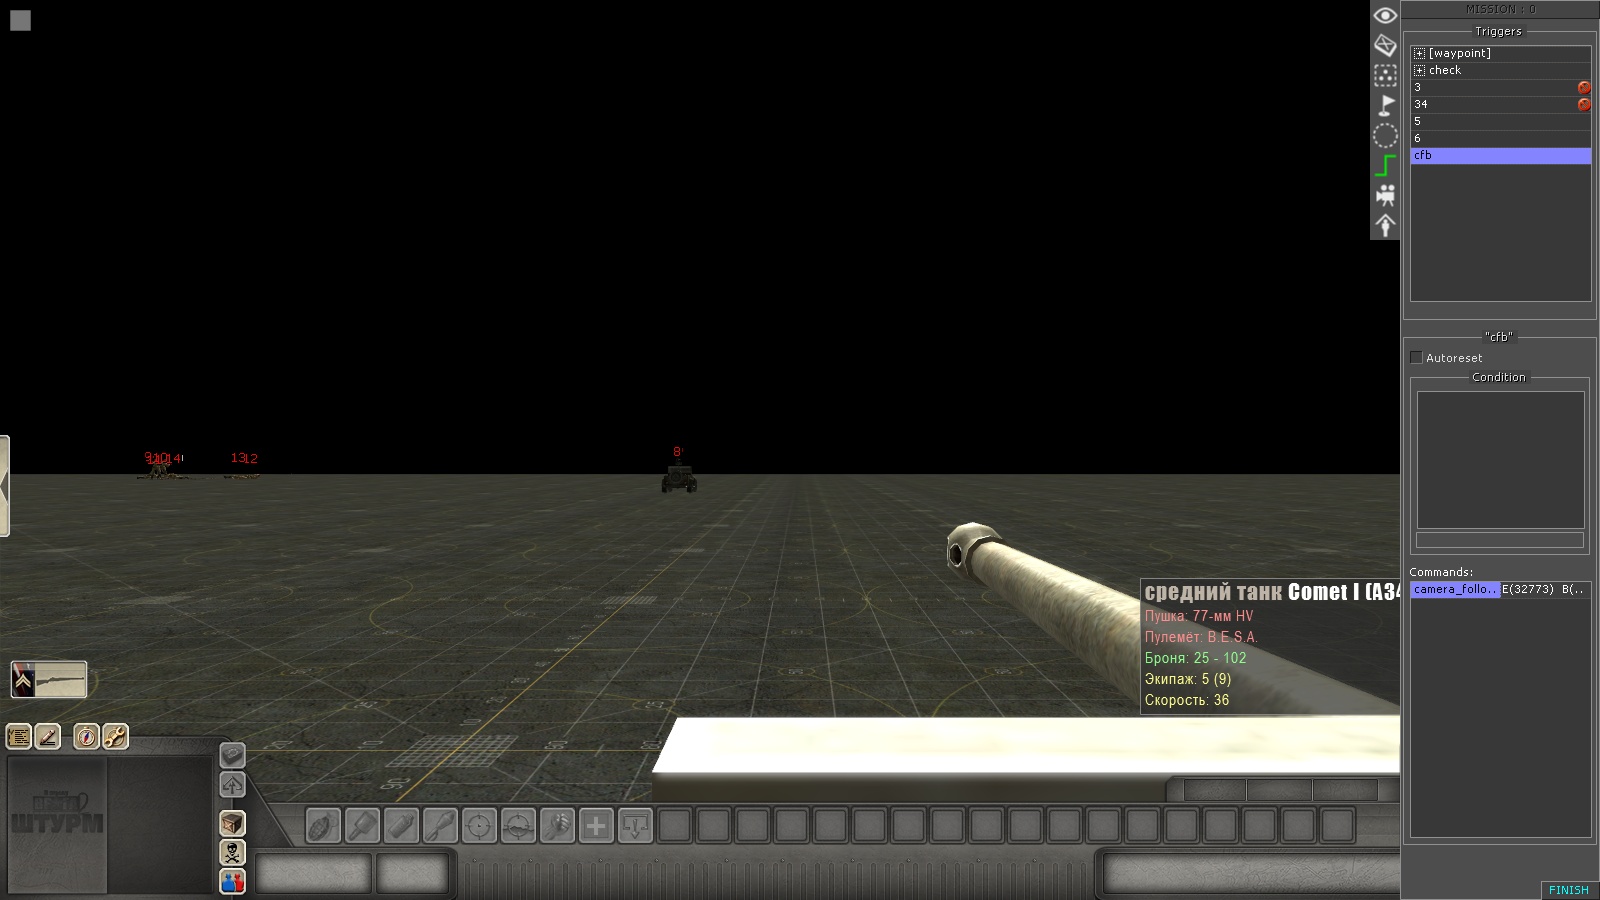 MISSION : 0
Triggers
[waypoint]
check
3
34
5
6
cfb
"cfb"
Autoreset
Condition
Commands:
camera_follo.. E(32773) B(..
13 12
8
средний танк Comet I (A34
Пушка: 77-мм HV
Пулемёт: B.E.S.A.
Броня: 25 - 102
Экипаж: 5 (9)
Скорость: 36
ШТУРМ
FINISH